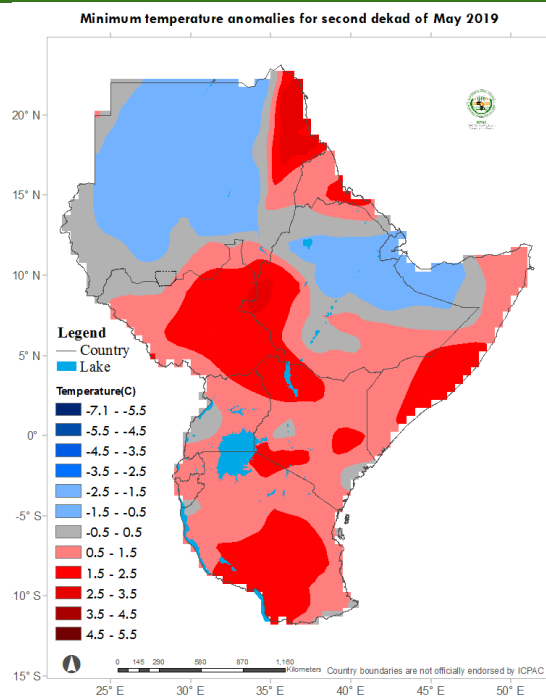 Minimum temperature anomalies for second dekad of May 2019
20° N
15° N
10° N
5° N
0°
-5° S
10° S
15° S
Legend
Country
Lake
Temperature(C)
-7.1 - -5.5
-5.5 - -4.5
-4.5 - -3.5
-3.5 - -2.5
-2.5 - -1.5
-1.5 - -0.5
-0.5 - 0.5
0.5 - 1.5
1.5 - 2.5
2.5 - 3.5
3.5 - 4.5
4.5 - 5.5
0 145 290 580 870 1,160
Kilometers
Country boundaries are not officially endorsed by ICPAC
25° E 30° E 35° E 40° E 45° E 50° E